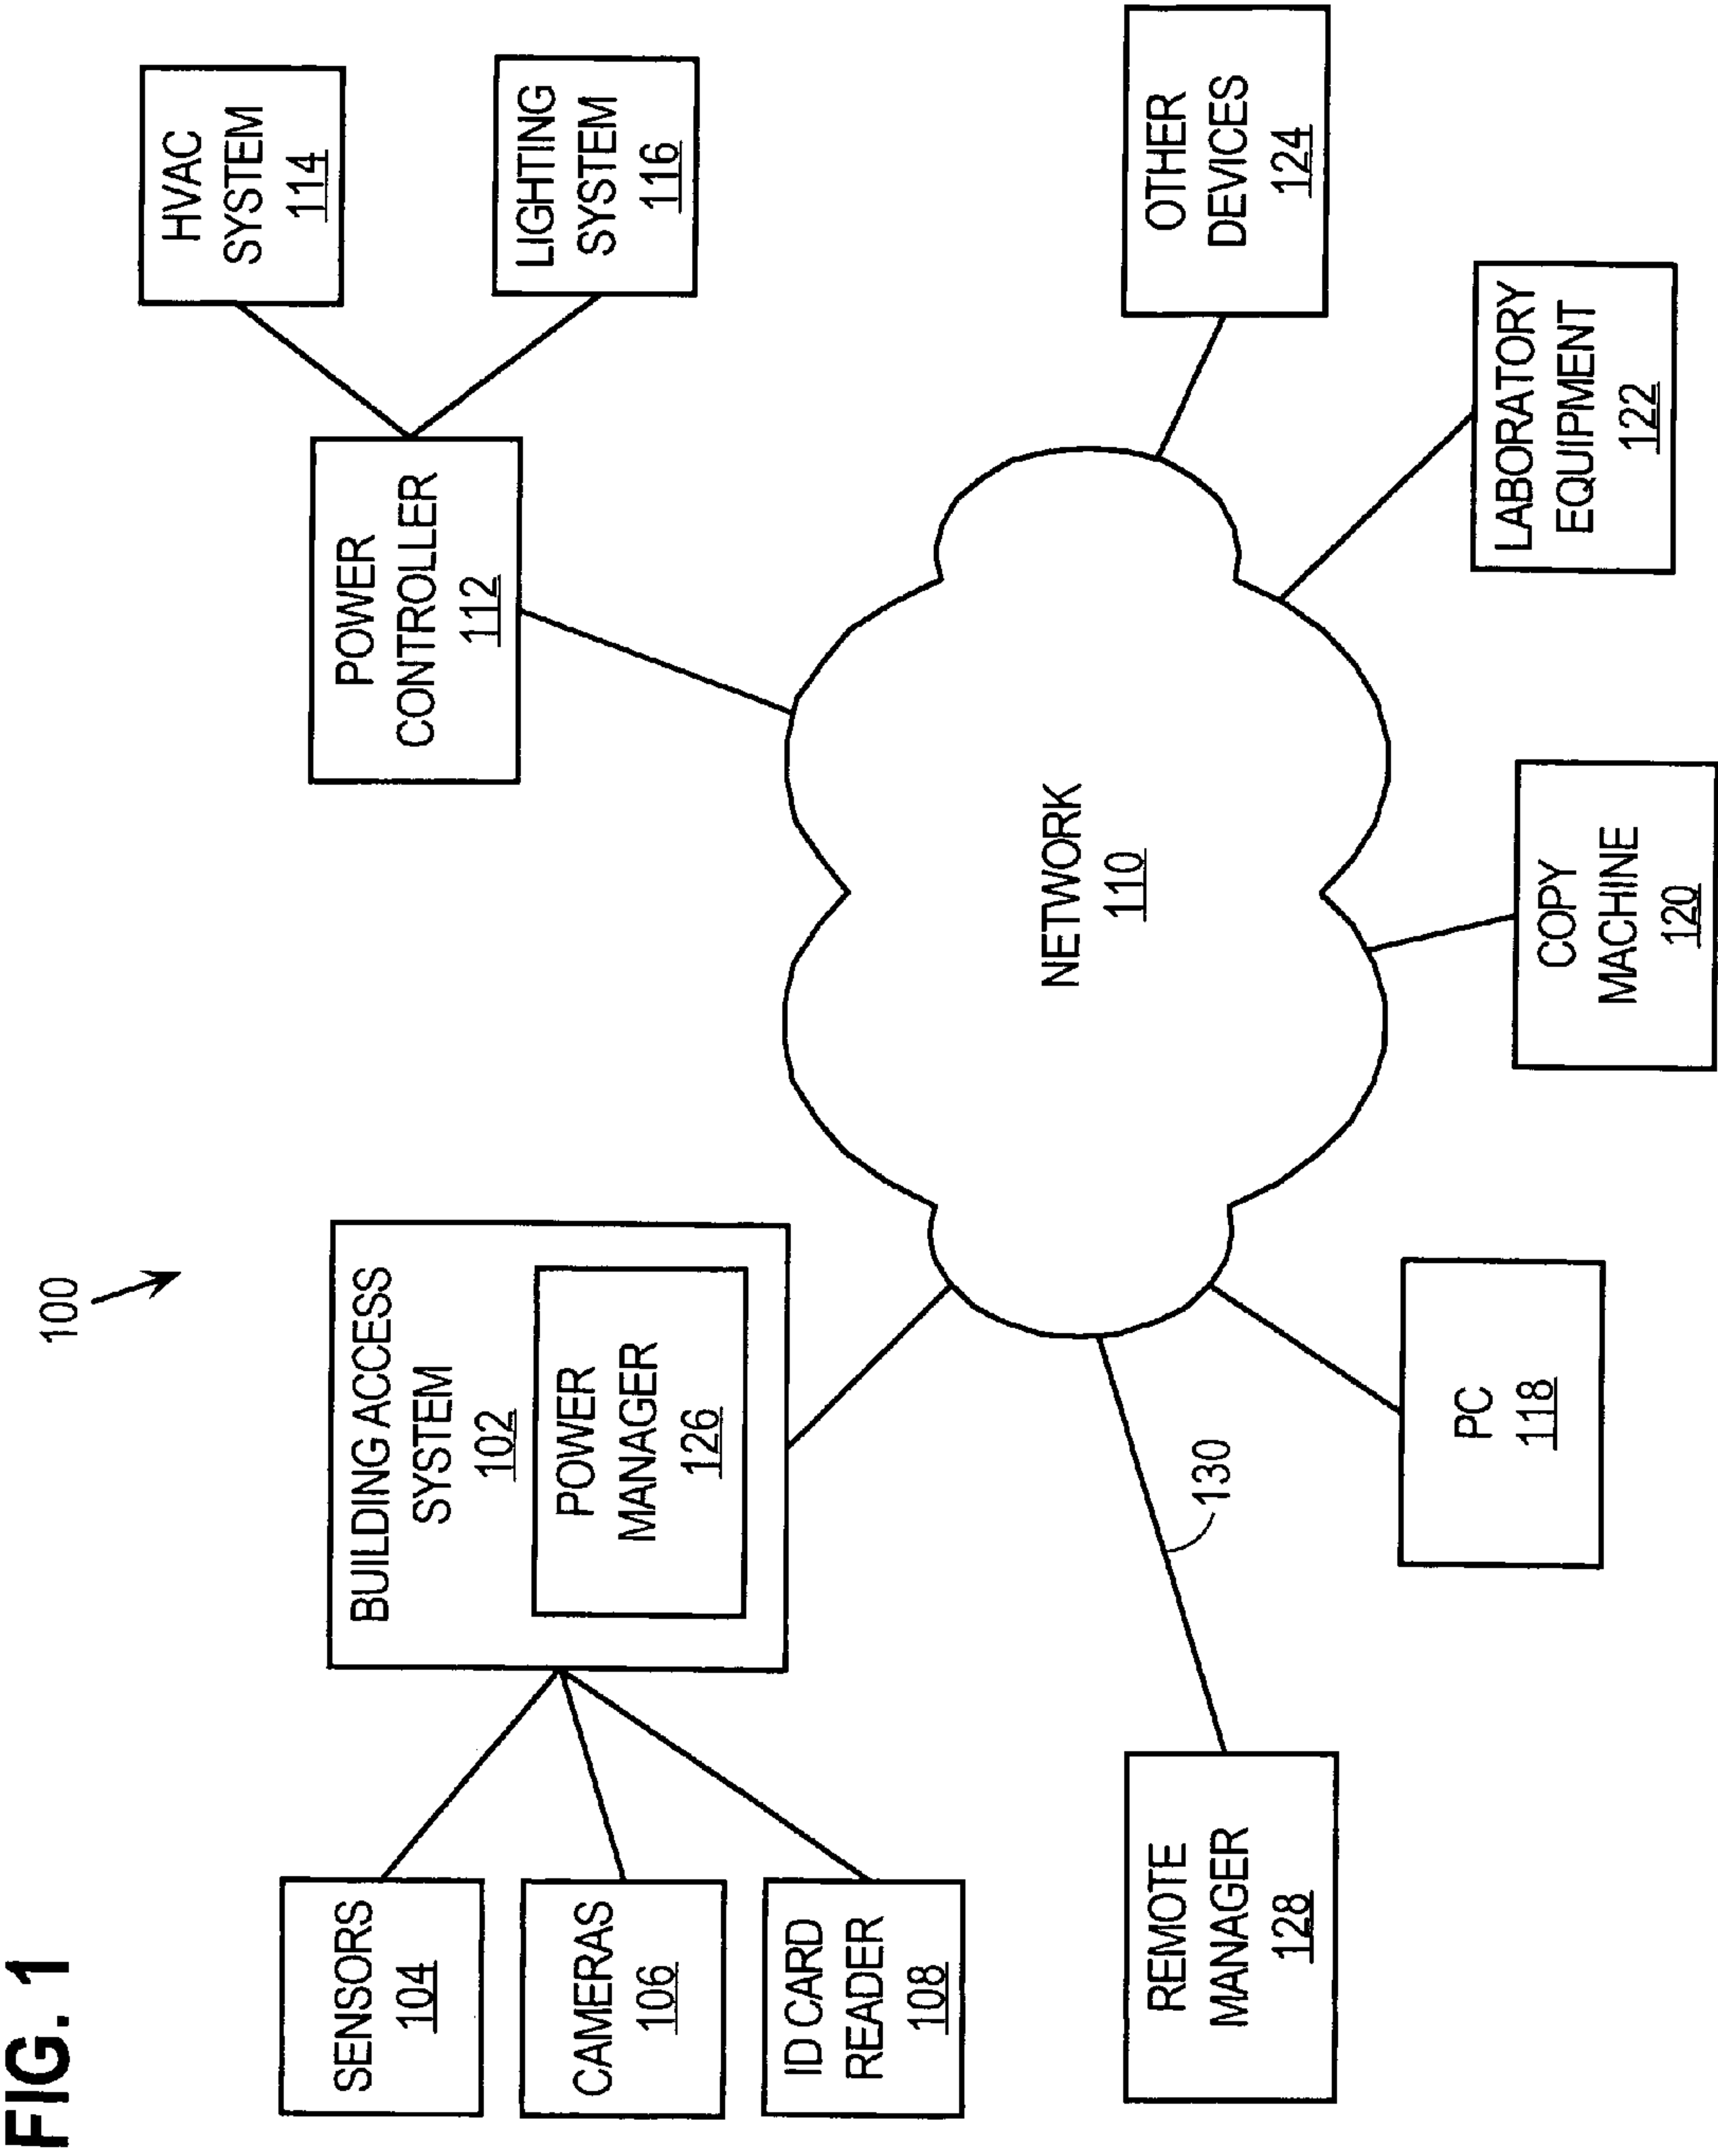 FIG. 1
100
SENSORS
104
CAMERAS
106
ID CARD
READER
108
BUILDING ACCESS
SYSTEM
102
POWER
MANAGER
126
POWER
CONTROLLER
112
HVAC
SYSTEM
114
LIGHTING
SYSTEM
116
NETWORK
110
REMOTE
MANAGER
128
130
PC
118
COPY
MACHINE
120
LABORATORY
EQUIPMENT
122
OTHER
DEVICES
124